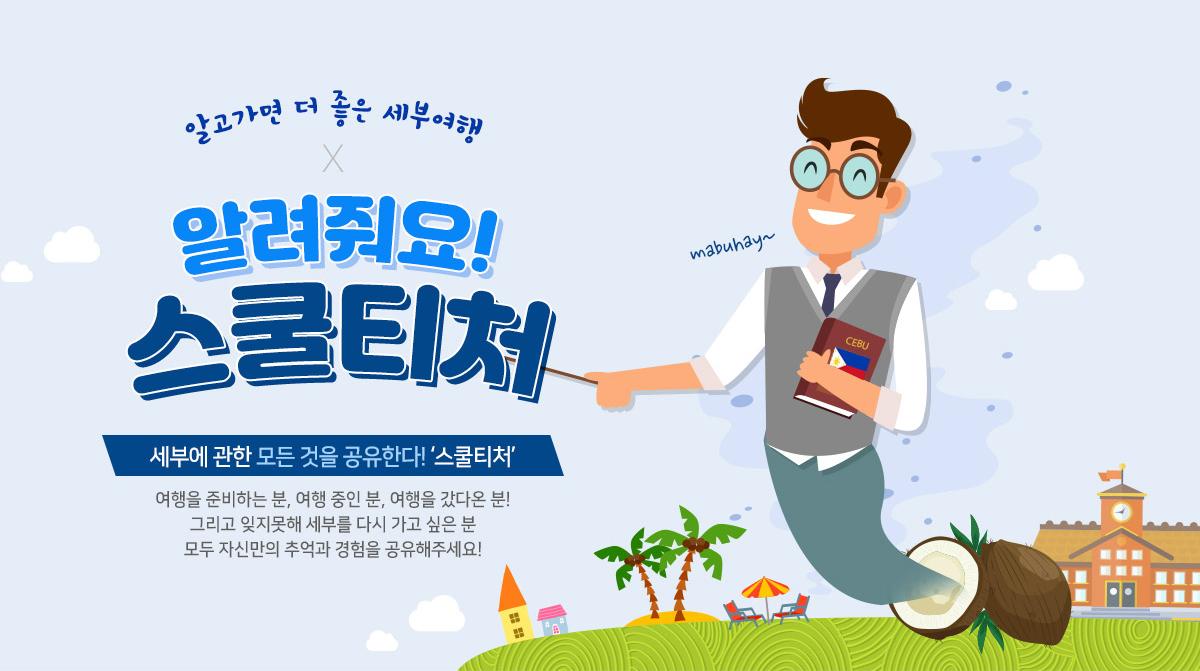 알고가면 더 좋은 세부여행
X
알려줘요!
스쿨티처
mabuhay~
CEBU
세부에 관한 모든 것을 공유한다! '스쿨티처'
여행을 준비하는 분, 여행 중인 분, 여행을 갔다온 분!
그리고 잊지못해 세부를 다시 가고 싶은 분
모두 자신만의 추억과 경험을 공유해주세요!